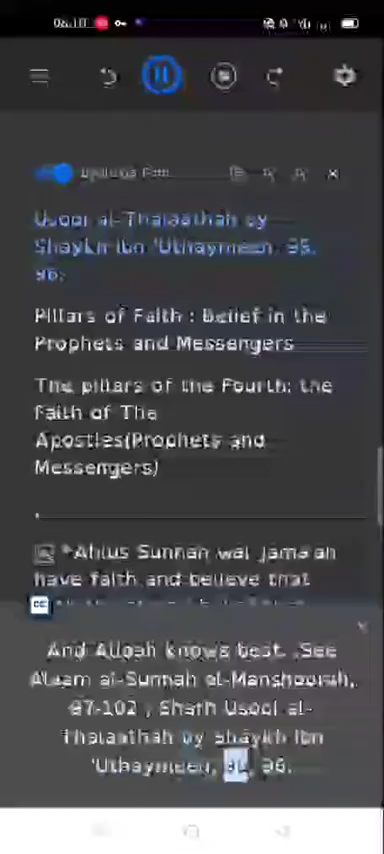 Usool al-Thalaathah by
Shaykh Ibn 'Uthaymeen, 95,
96.
Pillars of Faith : Belief in the
Prophets and Messengers
The pillars of the Fourth: the
Faith of The
Apostles(Prophets and
Messengers)
*Ahlus Sunnah wal Jama'ah
have faith and believe that
CC
And Allaah knows best. .See
A'laam al-Sunnah al-Manshoorah,
97-102 , Sharh Usool al-
Thalaathah by Shaykh Ibn
'Uthaymeen, 95, 96.